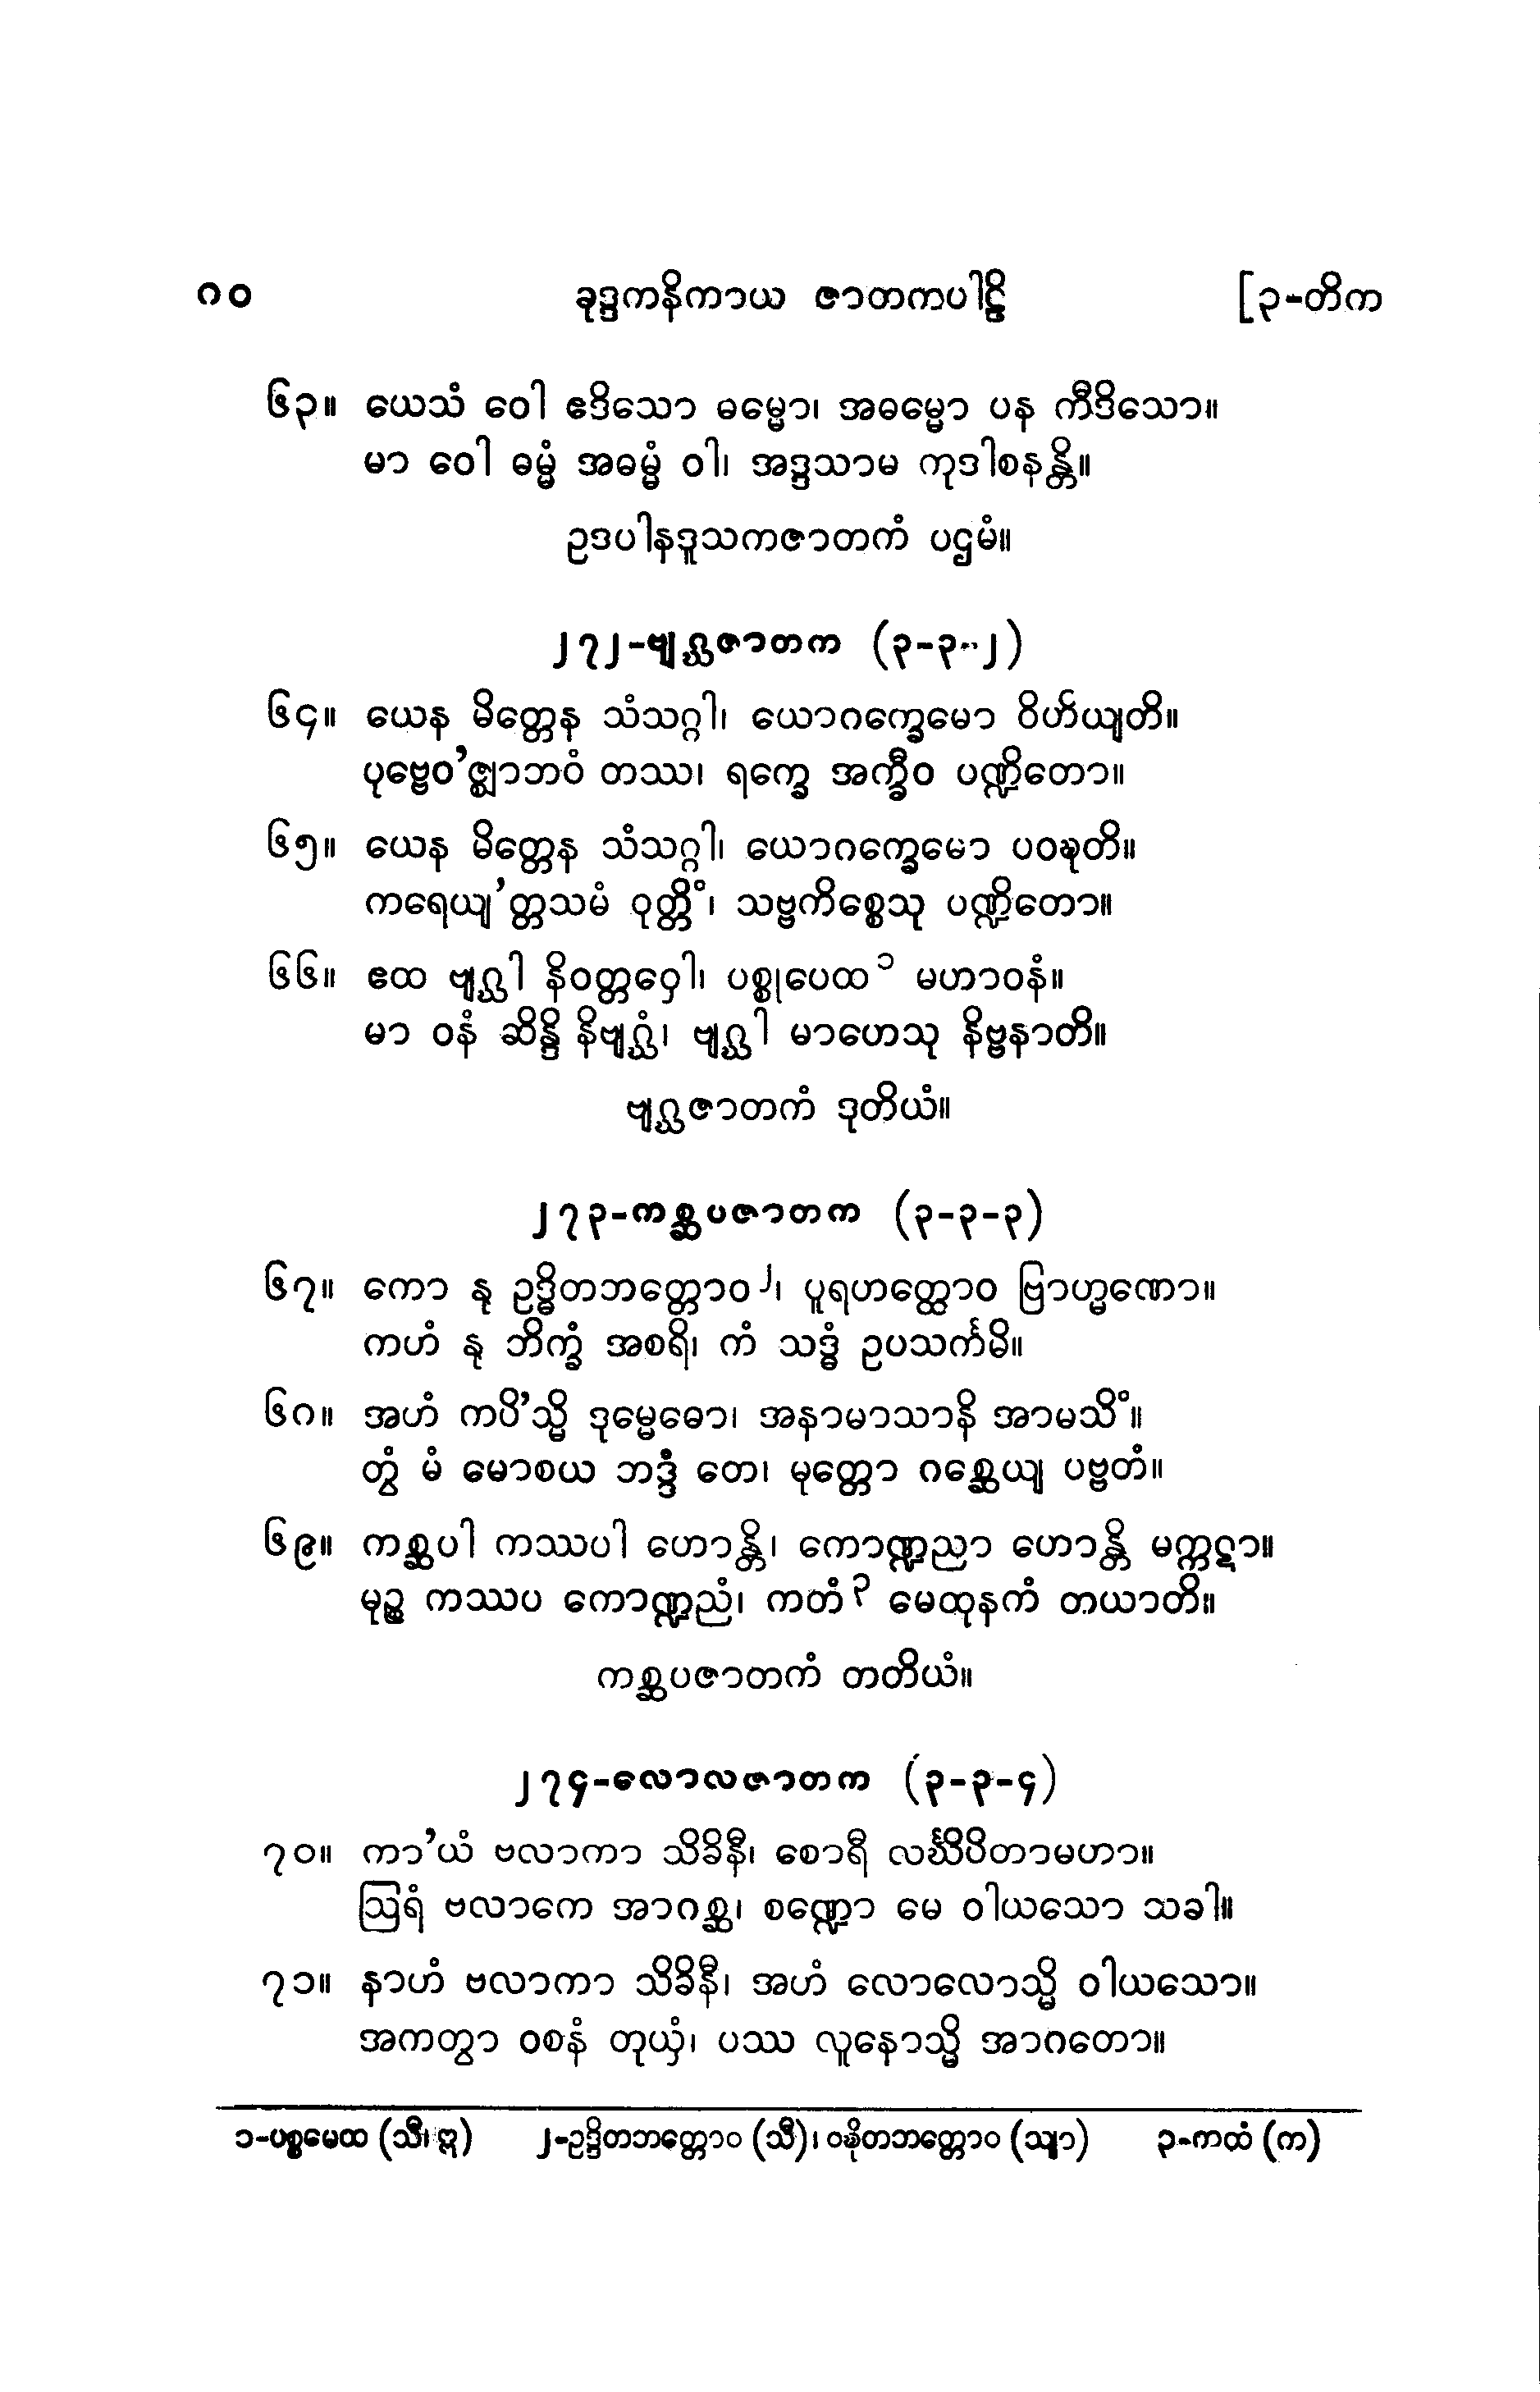 ၈၀ ခုဒ္ဒကနိကာယ ဇာတကပါဠိ [၃-တိက
၆၃။ ယေသံ ဝေါ ဧဒိသော ဓမ္မော၊ အဓမ္မော ပန ကီဒိသော။
မာ ဝေါ ဓမ္မံ အဓမ္မံ ဝါ၊ အဒ္ဒသာမ ကုဒါစနန္တိ။
ဥဒပါနဒူသကဇာတကံ ပဌမံ။
၂၇၂-ဗျဂ္ဃဇာတက (၃-၃-၂)
၆၄။ ယေန မိတ္တေန သံသဂ္ဂါ၊ ယောဂက္ခေမော ဝိဟိယျတိ။
ပုဗ္ဗေဝ’ဇ္ဈာဘဝံ တဿ၊ ရက္ခေ အက္ခီဝ ပဏ္ဍိတော။
၆၅။ ယေန မိတ္တေန သံသဂ္ဂါ၊ ယောဂက္ခေမော ပဝဍ္ဎတိ။
ကရေယျ’တ္တသမံ ဝုတ္တိံ၊ သဗ္ဗကိစ္စေသု ပဏ္ဍိတော။
၆၆။ ဧထ ဗျဂ္ဃါ နိဝတ္တဝှေါ၊ ပစ္စုပေထ ၁ မဟာဝနံ။
မာ ဝနံ ဆိန္ဒိ နိဗျဂ္ဃံ၊ ဗျဂ္ဃါ မာဟေသု နိဗ္ဗနာတိ။
ဗျဂ္ဃဇာတကံ ဒုတိယံ။
၂၇၃-ကစ္ဆပဇာတက (၃-၃-၃)
၆၇။ ကော နု ဥဒ္ဓိတဘတ္တောဝ ၂၊ ပူရဟတ္ထောဝ ဗြာဟ္မဏော။
ကဟံ နု ဘိက္ခံ အစရိ၊ ကံ သဒ္ဓံ ဥပသင်္ကမိ။
၆၈။ အဟံ ကပိ’သ္မိ ဒုမ္မေဓော၊ အနာမာသာနိ အာမသိံ။
တွံ မံ မောစယ ဘဒ္ဒံ တေ၊ မုတ္တော ဂစ္ဆေယျ ပဗ္ဗတံ။
၆၉။ ကစ္ဆပါ ကဿပါ ဟောန္တိ၊ ကောဏ္ဍညာ ဟောန္တိ မက္ကဋာ။
မုဉ္စ ကဿပ ကောဏ္ဍညံ၊ ကတံ ၃ မေထုနကံ တယာတိ။
ကစ္ဆပဇာတကံ တတိယံ။
၂၇၄-လောလဇာတက (၃-၃-၄)
၇၀။ ကာ’ယံ ဗလာကာ သိခိနီ၊ စောရီ လင်္ဃိပိတာမဟာ။
ဩရံ ဗလာကေ အာဂစ္ဆ၊ စဏ္ဍော မေ ဝါယသော သခါ။
၇၁။ နာဟံ ဗလာကာ သိခိနီ၊ အဟံ လောလောသ္မိ ဝါယသော။
အကတွာ ဝစနံ တုယှံ၊ ပဿ လူနောသ္မိ အာဂတော။
၁-ပစ္စမေထ (သီ၊ ဣ) ၂-ဥဒ္ဒိတဘတ္တောဝ (သီ)၊ ဝဍ္ဎိတဘတ္တောဝ (သျာ) ၃-ကထံ (က)